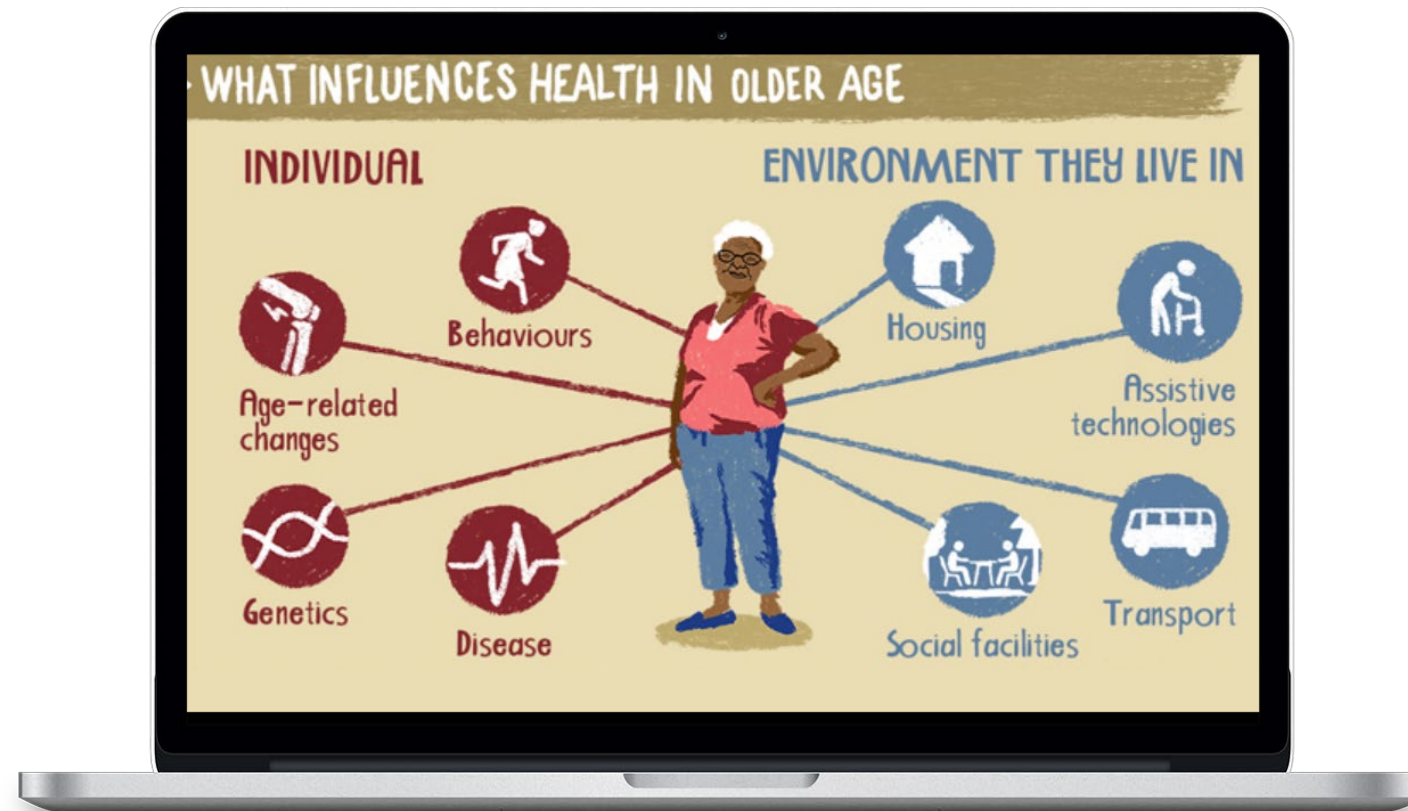 WHAT INFLUENCES HEALTH IN OLDER AGE
INDIVIDUAL
ENVIRONMENT THEY LIVE IN
Behaviours
Age-related
changes
Genetics
Disease
Housing
Assistive
technologies
Transport
Social facilities